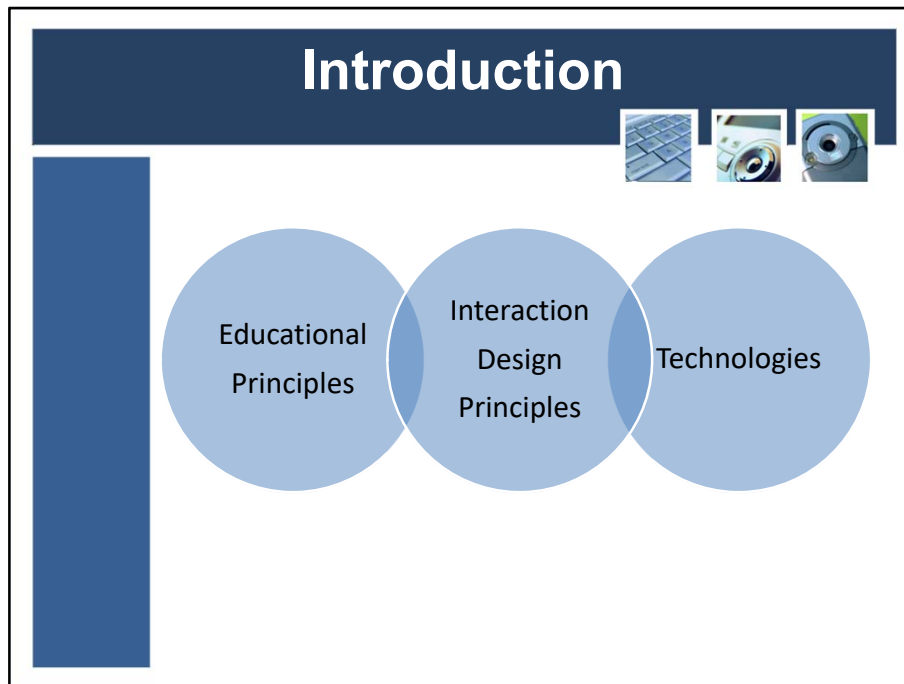 Introduction
Educational
Principles
Interaction
Design
Principles
Technologies